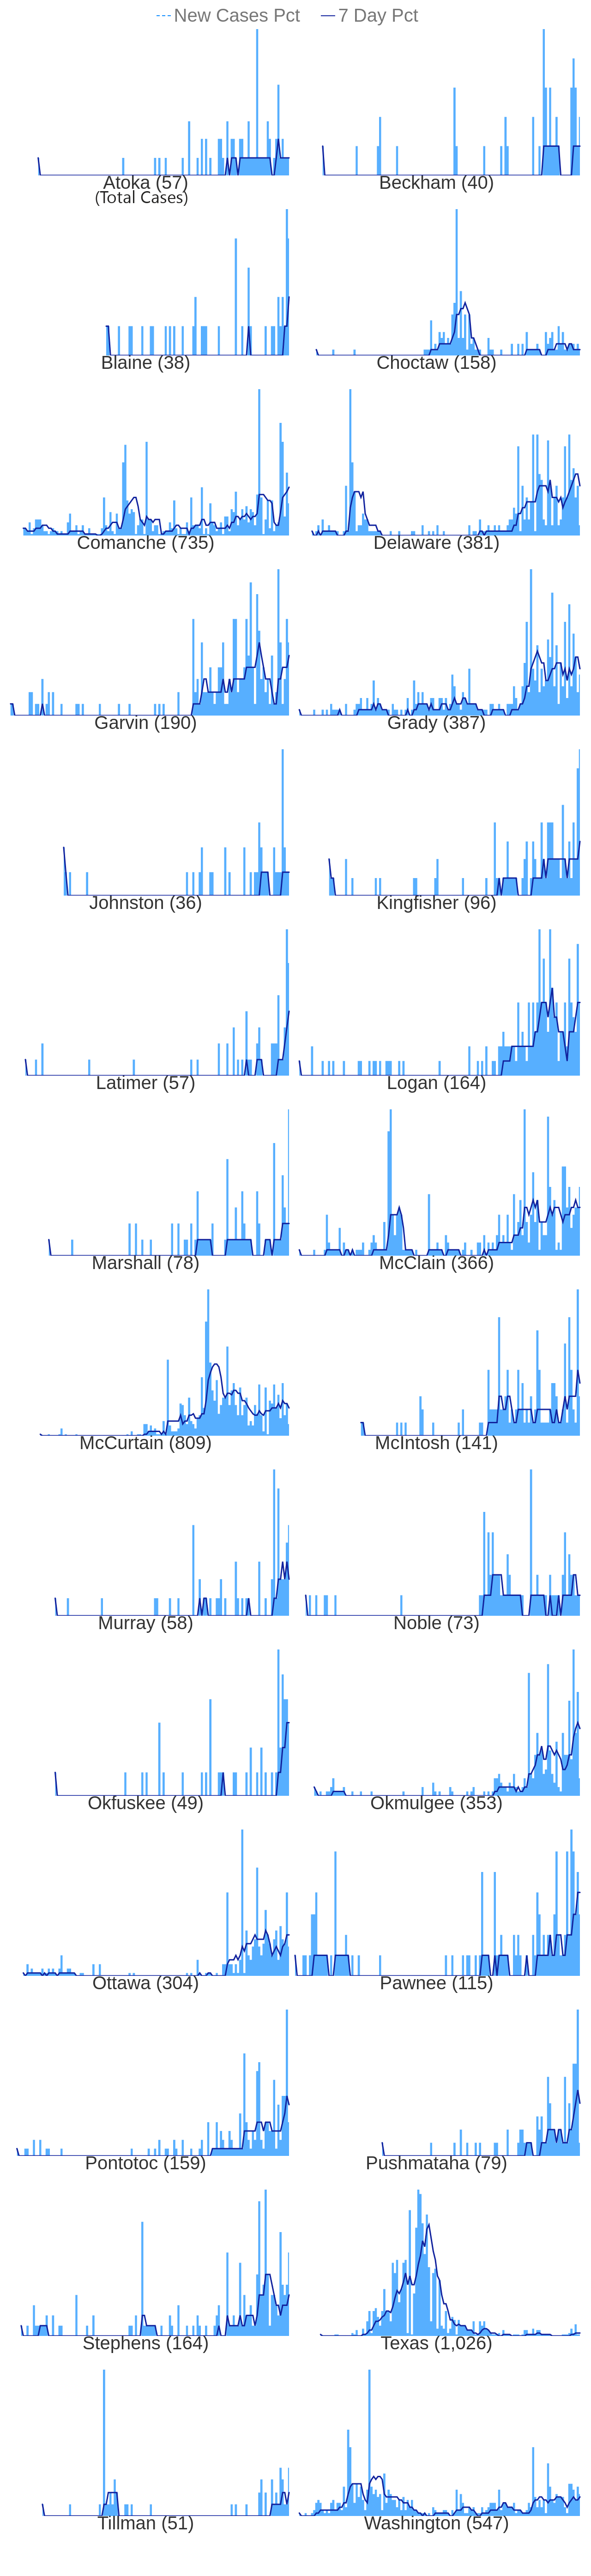 New Cases Pct 7 Day Pct
Atoka (57) Beckham (40)
(Total Cases)
Blaine (38) Choctaw (158)
Comanche (735) Delaware (381)
Garvin (190) Grady (387)
Johnston (36) Kingfisher (96)
Latimer (57) Logan (164)
Marshall (78) McClain (366)
McCurtain (809) McIntosh (141)
Murray (58) Noble (73)
Okfuskee (49) Okmulgee (353)
Ottawa (304) Pawnee (115)
Pontotoc (159) Pushmataha (79)
Stephens (164) Texas (1,026)
Tillman (51) Washington (547)